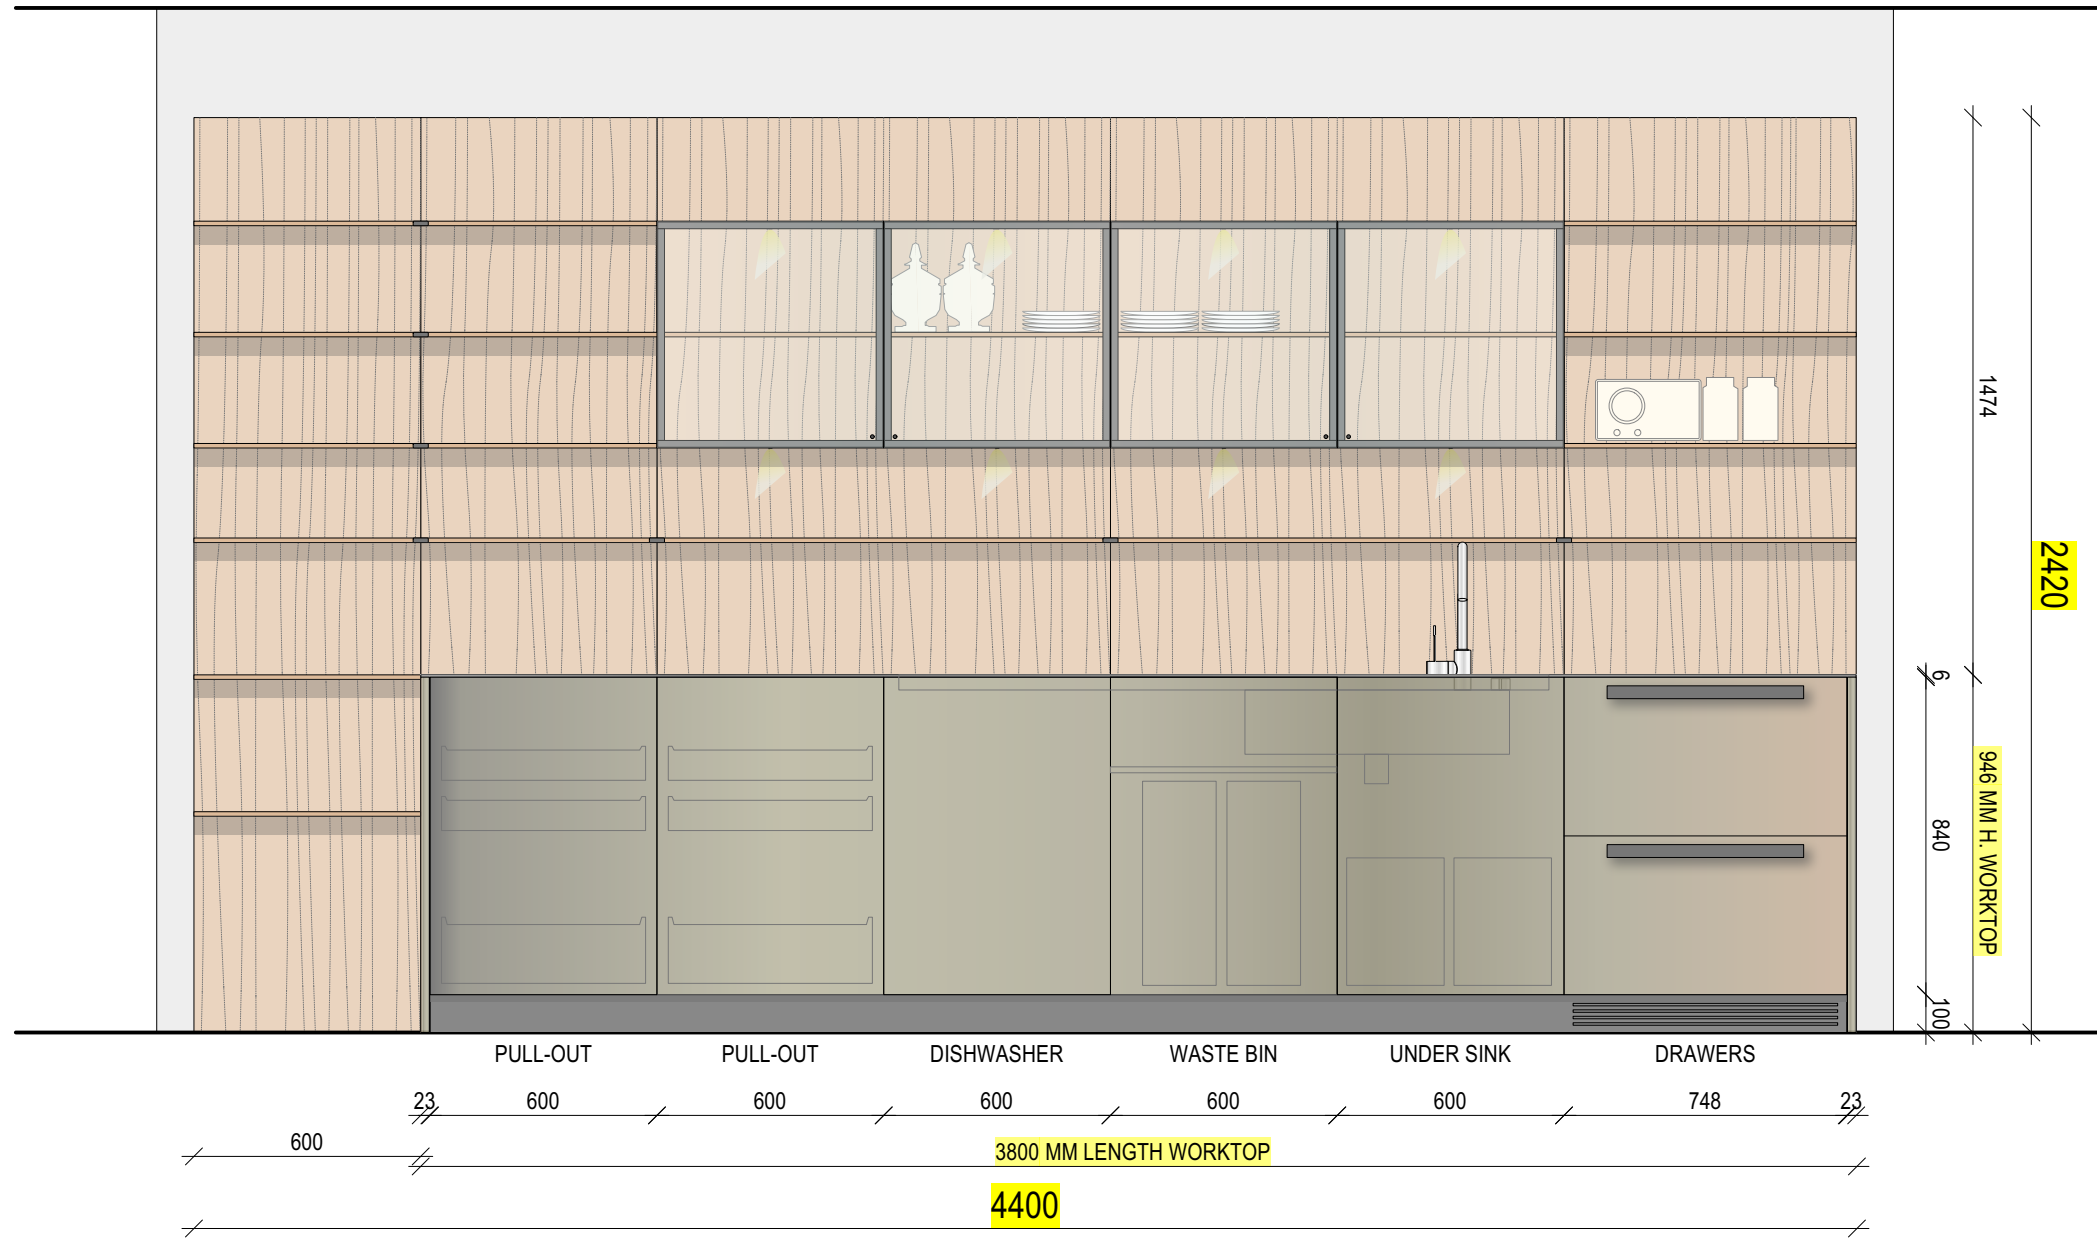 1474
2420
6
946 MM H. WORKTOP
840
100
PULL-OUT PULL-OUT DISHWASHER WASTE BIN UNDER SINK DRAWERS
23 600 600 600 600 600 748 23
600
3800 MM LENGTH WORKTOP
4400